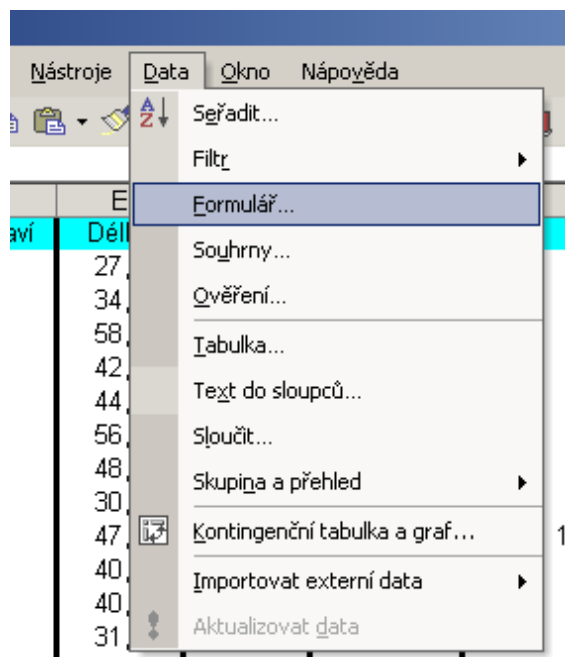 Nástroje Data Okno Nápověda
Seřadit...
Filtr
Formulář...
Souhrny...
Ověření...
Tabulka...
Text do sloupců...
Sloučit...
Skupina a přehled
Kontingenční tabulka a graf...
Importovat externí data
Aktualizovat data
E
aví Dél
27,
34,
58,
42,
44,
56,
48,
30,
47, 1
40,
40,
31,